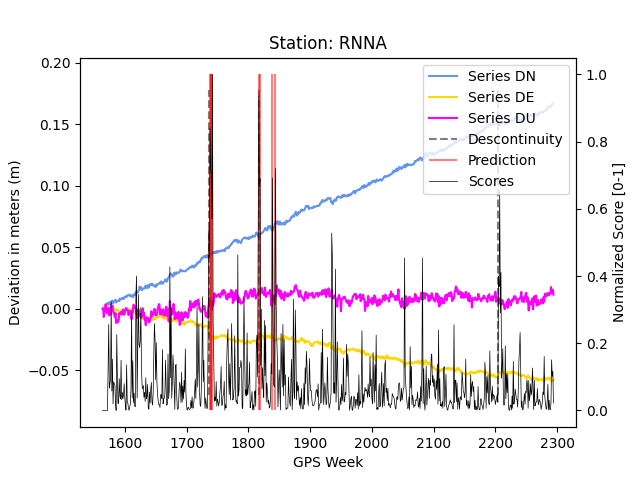 Station: RNNA
0.20
0.15
0.10
0.05
0.00
−0.05
Deviation in meters (m)
Series DN
Series DE
Series DU
Descontinuity
Prediction
Scores
1.0
0.8
0.6
0.4
0.2
0.0
Normalized Score [0-1]
1600 1700 1800 1900 2000 2100 2200 2300
GPS Week